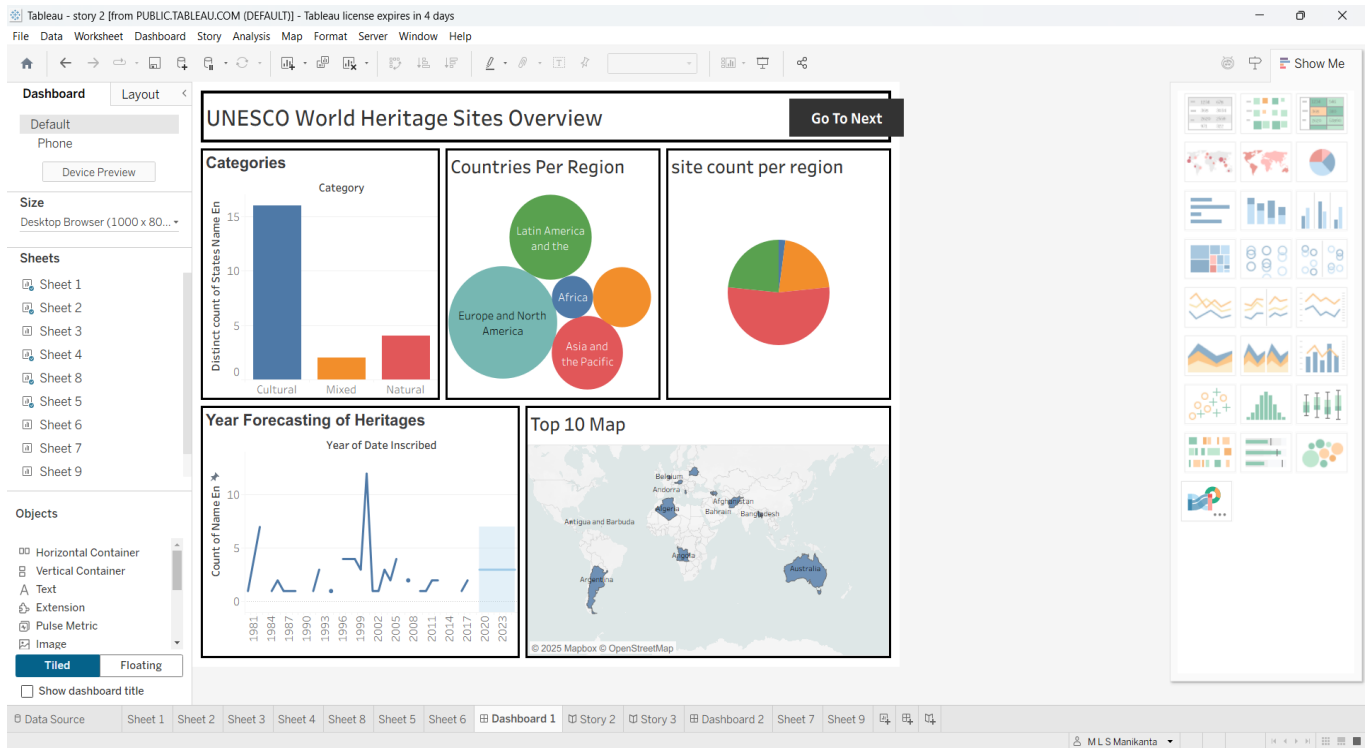 Tableau - story 2 [from PUBLIC.TABLEAU.COM (DEFAULT)] - Tableau license expires in 4 days
File Data Worksheet Dashboard Story Analysis Map Format Server Window Help
Show Me
Dashboard Layout
Default
Phone
Device Preview
Size
Desktop Browser (1000 x 80...
Sheets
Sheet 1
Sheet 2
Sheet 3
Sheet 4
Sheet 8
Sheet 5
Sheet 6
Sheet 7
Sheet 9
Objects
Horizontal Container
Vertical Container
Text
Extension
Pulse Metric
Image
Tiled Floating
Show dashboard title
UNESCO World Heritage Sites Overview
Go To Next
Categories
Category
Distinct count of States Name En
15
10
5
0
Cultural Mixed Natural
Countries Per Region
Latin America
and the
Africa
Europe and North
America
Asia and
the Pacific
site count per region
Year Forecasting of Heritages
Year of Date Inscribed
Count of Name En
10
5
0
1981 1984 1987 1990 1993 1996 1999 2002 2005 2008 2011 2014 2017 2020 2023
Top 10 Map
Belgium
Andorra
Algeria
Afghanistan
Bahrain
Bangladesh
Antigua and Barbuda
Angola
Australia
Argentina
© 2025 Mapbox © OpenStreetMap
Data Source Sheet 1 Sheet 2 Sheet 3 Sheet 4 Sheet 8 Sheet 5 Sheet 6 Dashboard 1 Story 2 Story 3 Dashboard 2 Sheet 7 Sheet 9
M L S Manikanta